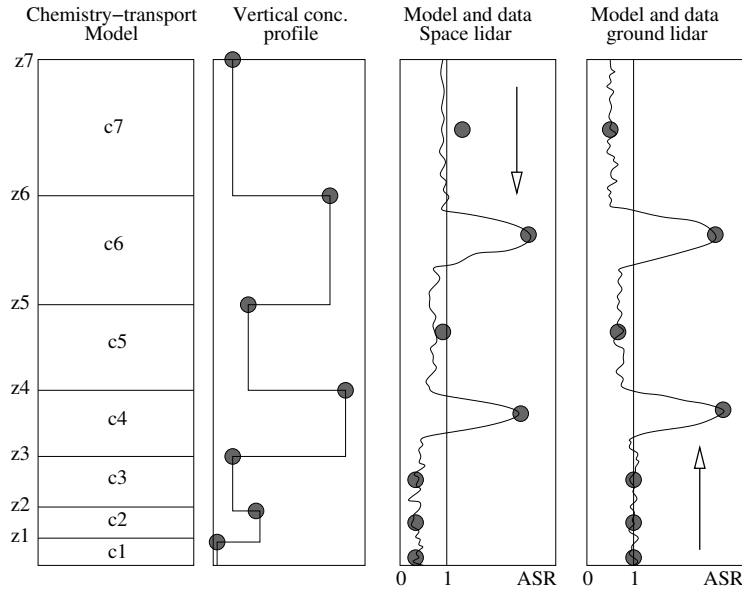 Chemistry−transport
Model
Vertical conc.
profile
Model and data
Space lidar
Model and data
ground lidar
z7
c7
z6
c6
z5
c5
z4
c4
z3
c3
z2
c2
z1
c1
0 1 ASR
0 1 ASR